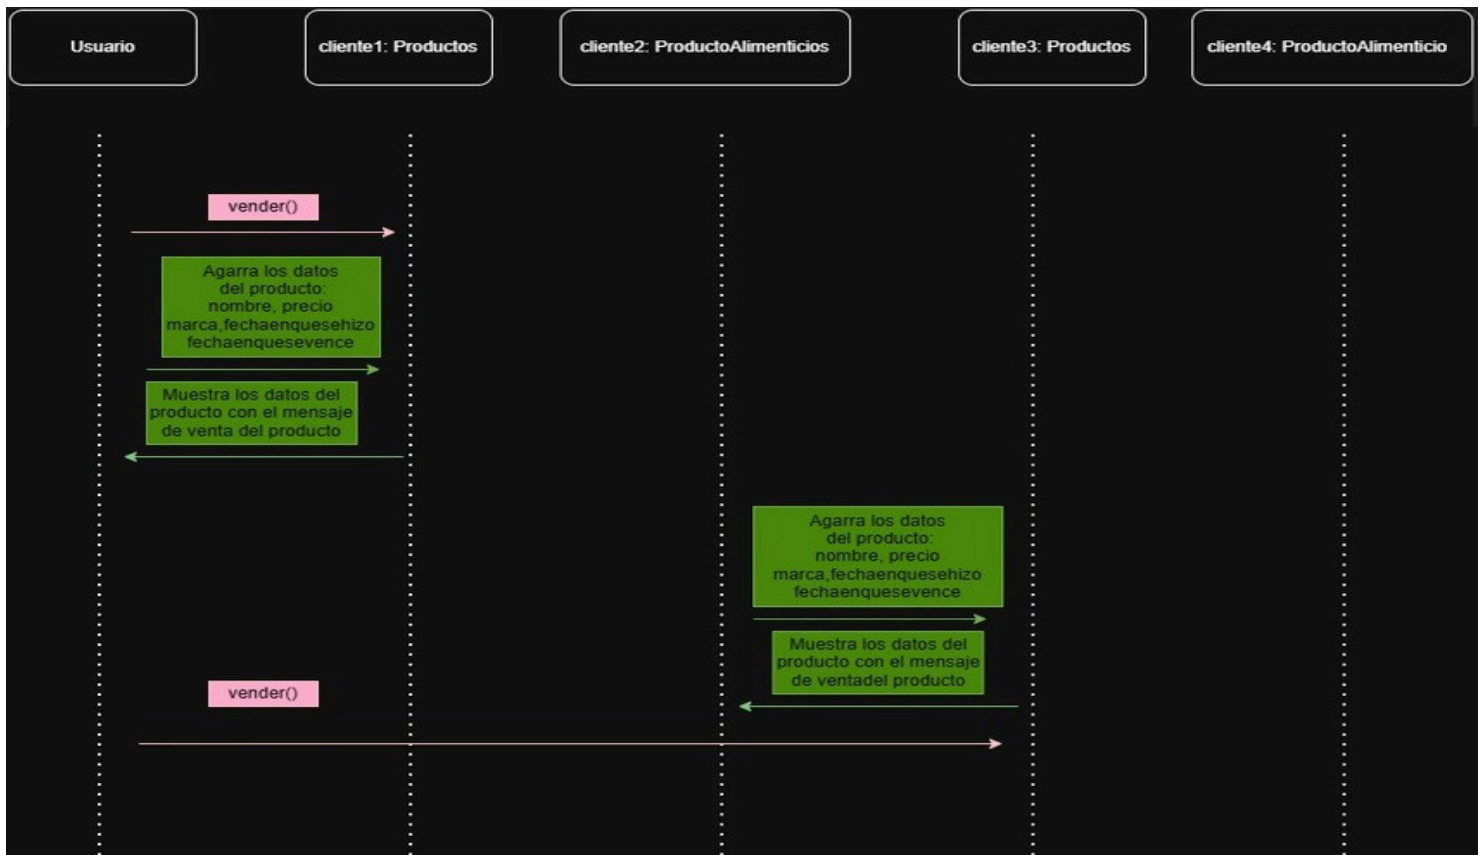 Usuario
cliente1: Productos
cliente2: ProductoAlimenticios
cliente3: Productos
cliente4: ProductoAlimenticio
vender()
Agarra los datos
del producto:
nombre, precio
marca,fechaenquesehizo
fechaenquesevence
Muestra los datos del
producto con el mensaje
de venta del producto
Agarra los datos
del producto:
nombre, precio
marca,fechaenquesehizo
fechaenquesevence
Muestra los datos del
producto con el mensaje
de ventadel producto
vender()